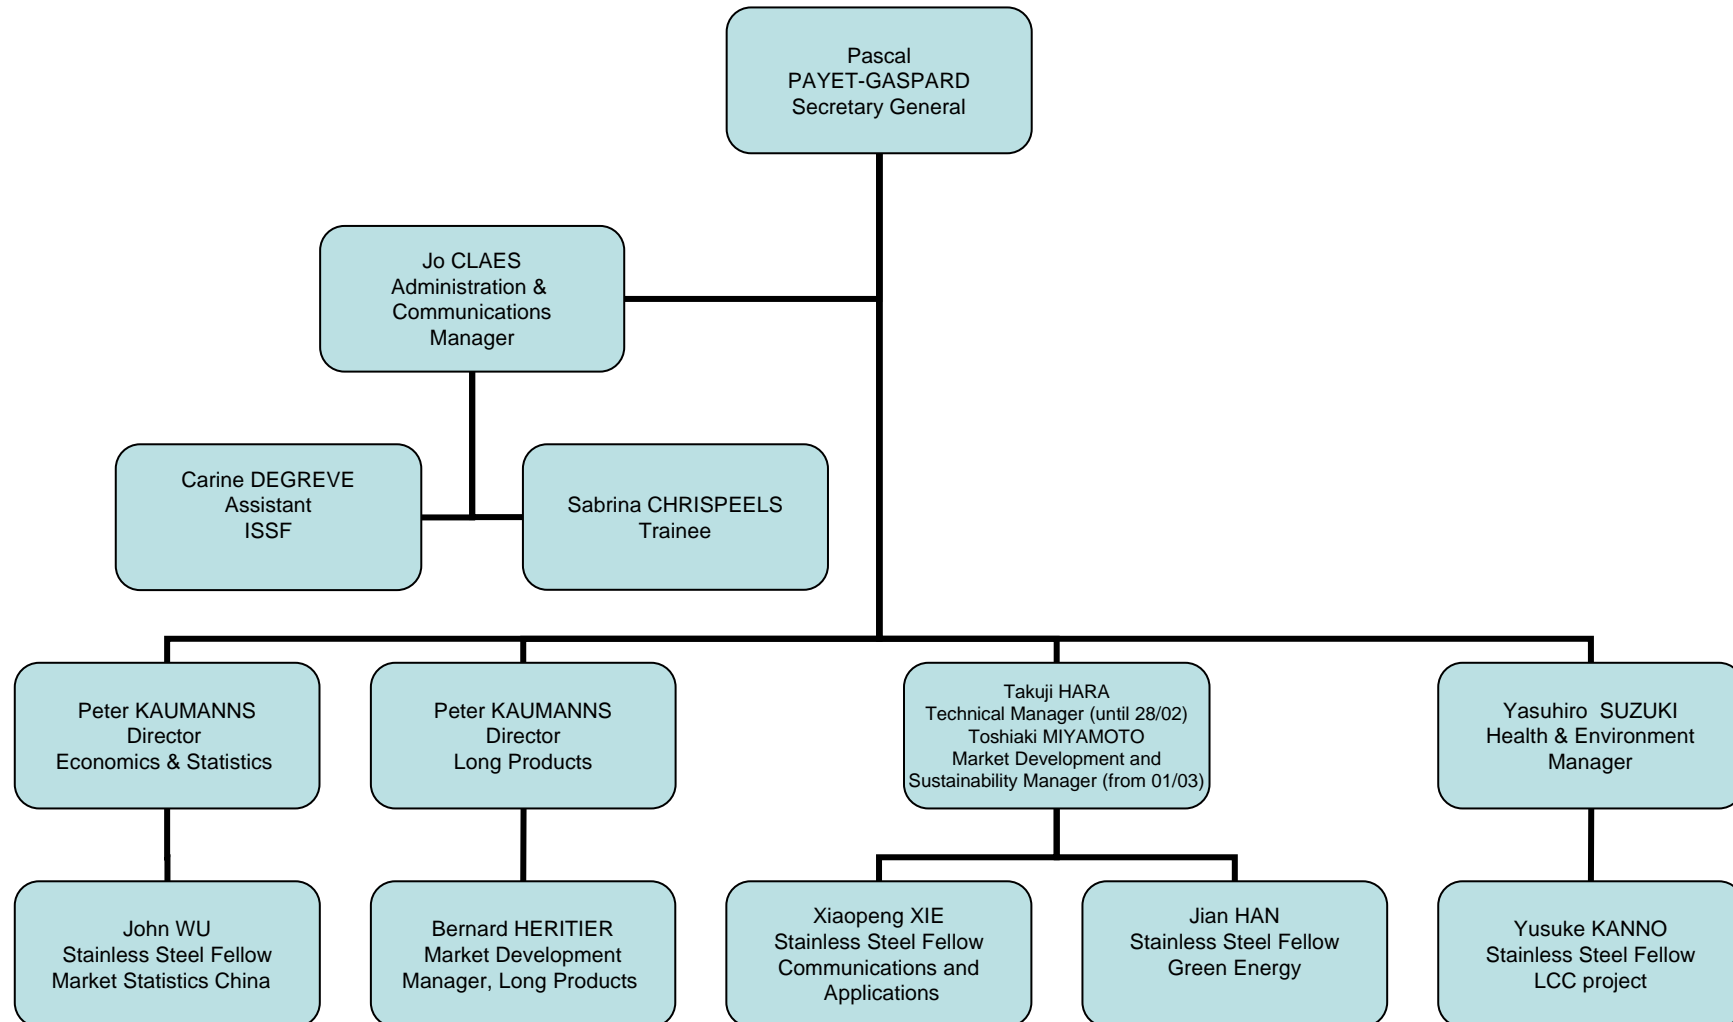 Pascal
PAYET-GASPARD
Secretary General
Jo CLAES
Administration &
Communications
Manager
Carine DEGREVE
Assistant
ISSF
Sabrina CHRISPEELS
Trainee
Peter KAUMANNS
Director
Economics & Statistics
Peter KAUMANNS
Director
Long Products
Takuji HARA
Technical Manager (until 28/02)
Toshiaki MIYAMOTO
Market Development and
Sustainability Manager (from 01/03)
Yasuhiro SUZUKI
Health & Environment
Manager
John WU
Stainless Steel Fellow
Market Statistics China
Bernard HERITIER
Market Development
Manager, Long Products
Xiaopeng XIE
Stainless Steel Fellow
Communications and
Applications
Jian HAN
Stainless Steel Fellow
Green Energy
Yusuke KANNO
Stainless Steel Fellow
LCC project